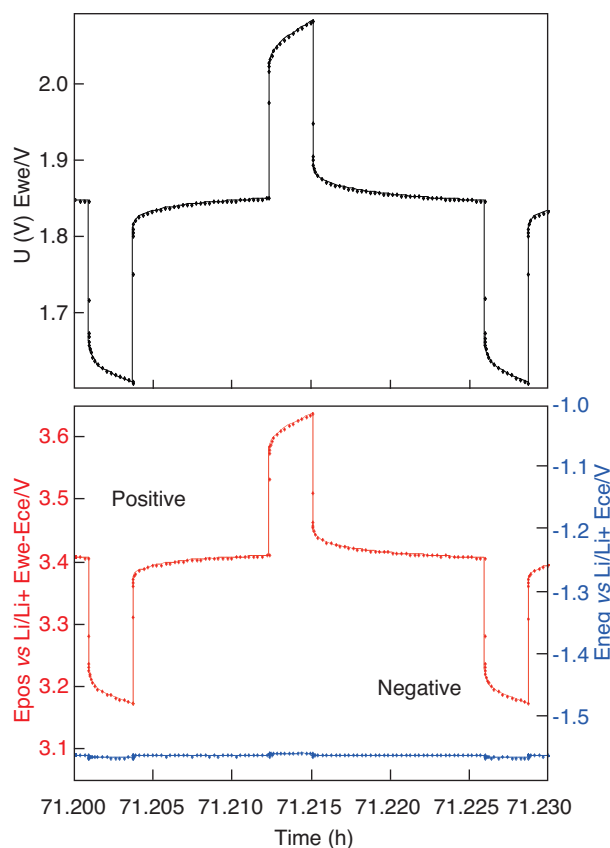 U (V) Ewe/V
2.0
1.9
1.8
1.7
Epos vs Li/Li+ Ewe-Ece/V
3.6
3.5
3.4
3.3
3.2
3.1
Positive
Negative
-1.0
-1.1
-1.2
-1.3
-1.4
-1.5
Eneg vs Li/Li+ Ece/V
71.200 71.205 71.210 71.215 71.220 71.225 71.230
Time (h)